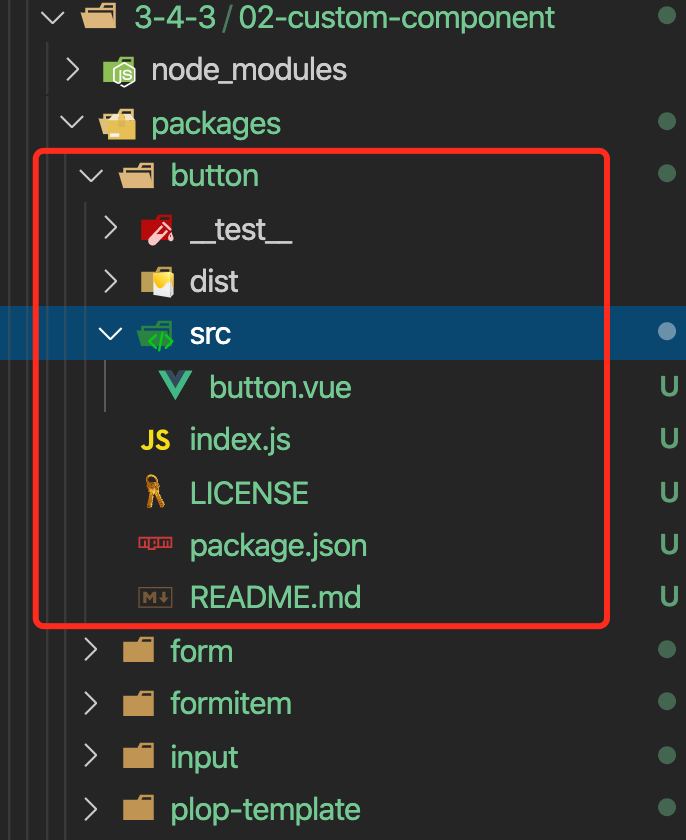 3-4-3 / 02-custom-component
node_modules
packages
button
__test__
dist
src
button.vue U
JS index.js U
LICENSE U
package.json U
README.md U
form
formitem
input
plop-template